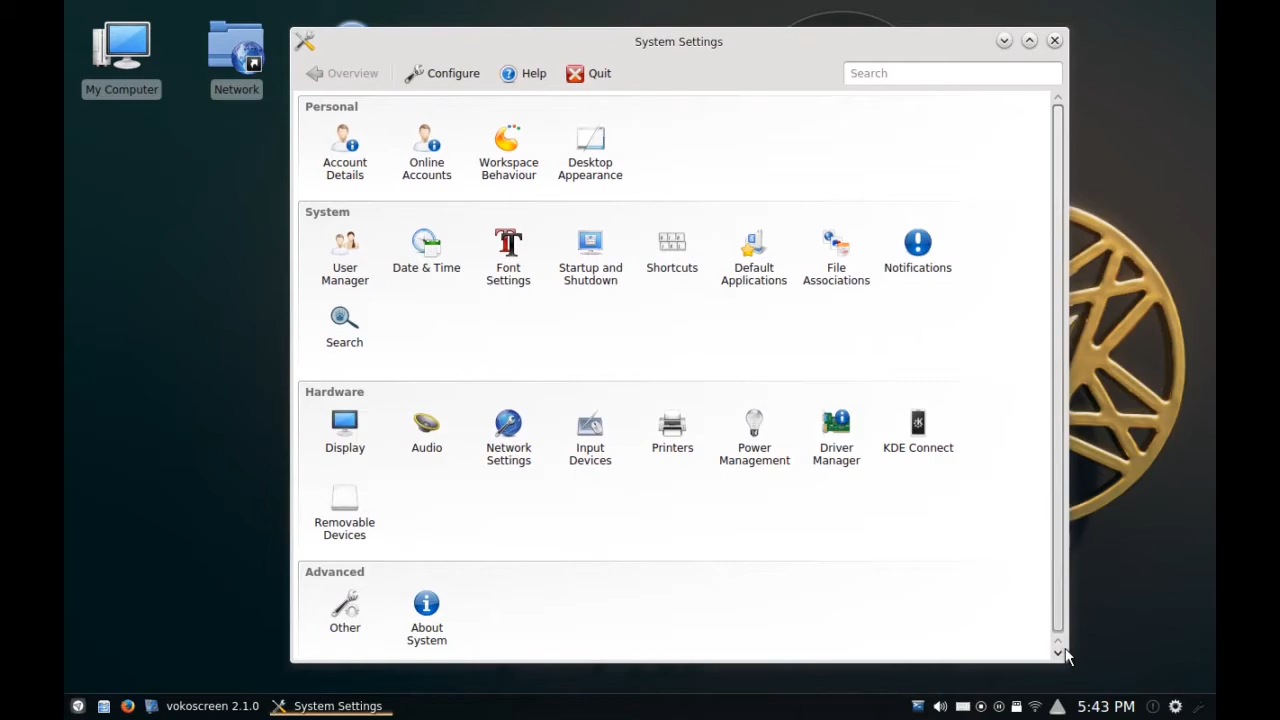 My Computer
Network
System Settings
Overview
Configure
Help
Quit
Search
Personal
Account
Details
Online
Accounts
Workspace
Behaviour
Desktop
Appearance
System
User
Manager
Date & Time
Font
Settings
Startup and
Shutdown
Shortcuts
Default
Applications
File
Associations
Notifications
Search
Hardware
Display
Audio
Network
Settings
Input
Devices
Printers
Power
Management
Driver
Manager
KDE Connect
Removable
Devices
Advanced
Other
About
System
vokoscreen 2.1.0
System Settings
5:43 PM